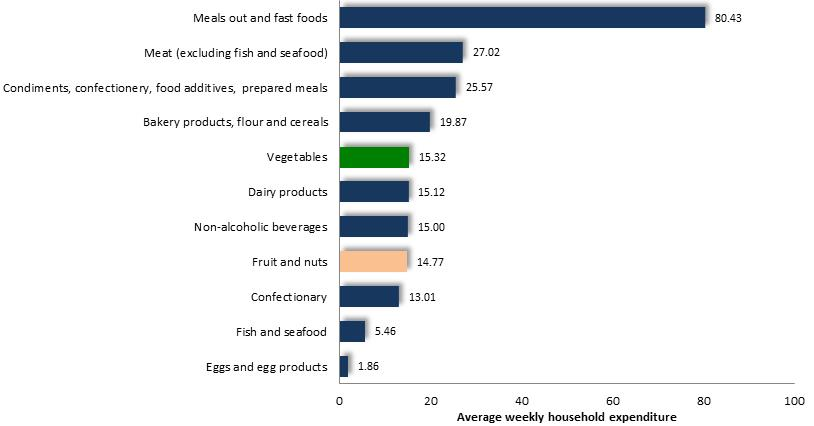 Meals out and fast foods 80.43
Meat (excluding fish and seafood) 27.02
Condiments, confectionery, food additives, prepared meals 25.57
Bakery products, flour and cereals 19.87
Vegetables 15.32
Dairy products 15.12
Non-alcoholic beverages 15.00
Fruit and nuts 14.77
Confectionary 13.01
Fish and seafood 5.46
Eggs and egg products 1.86
0 20 40 60 80 100
Average weekly household expenditure